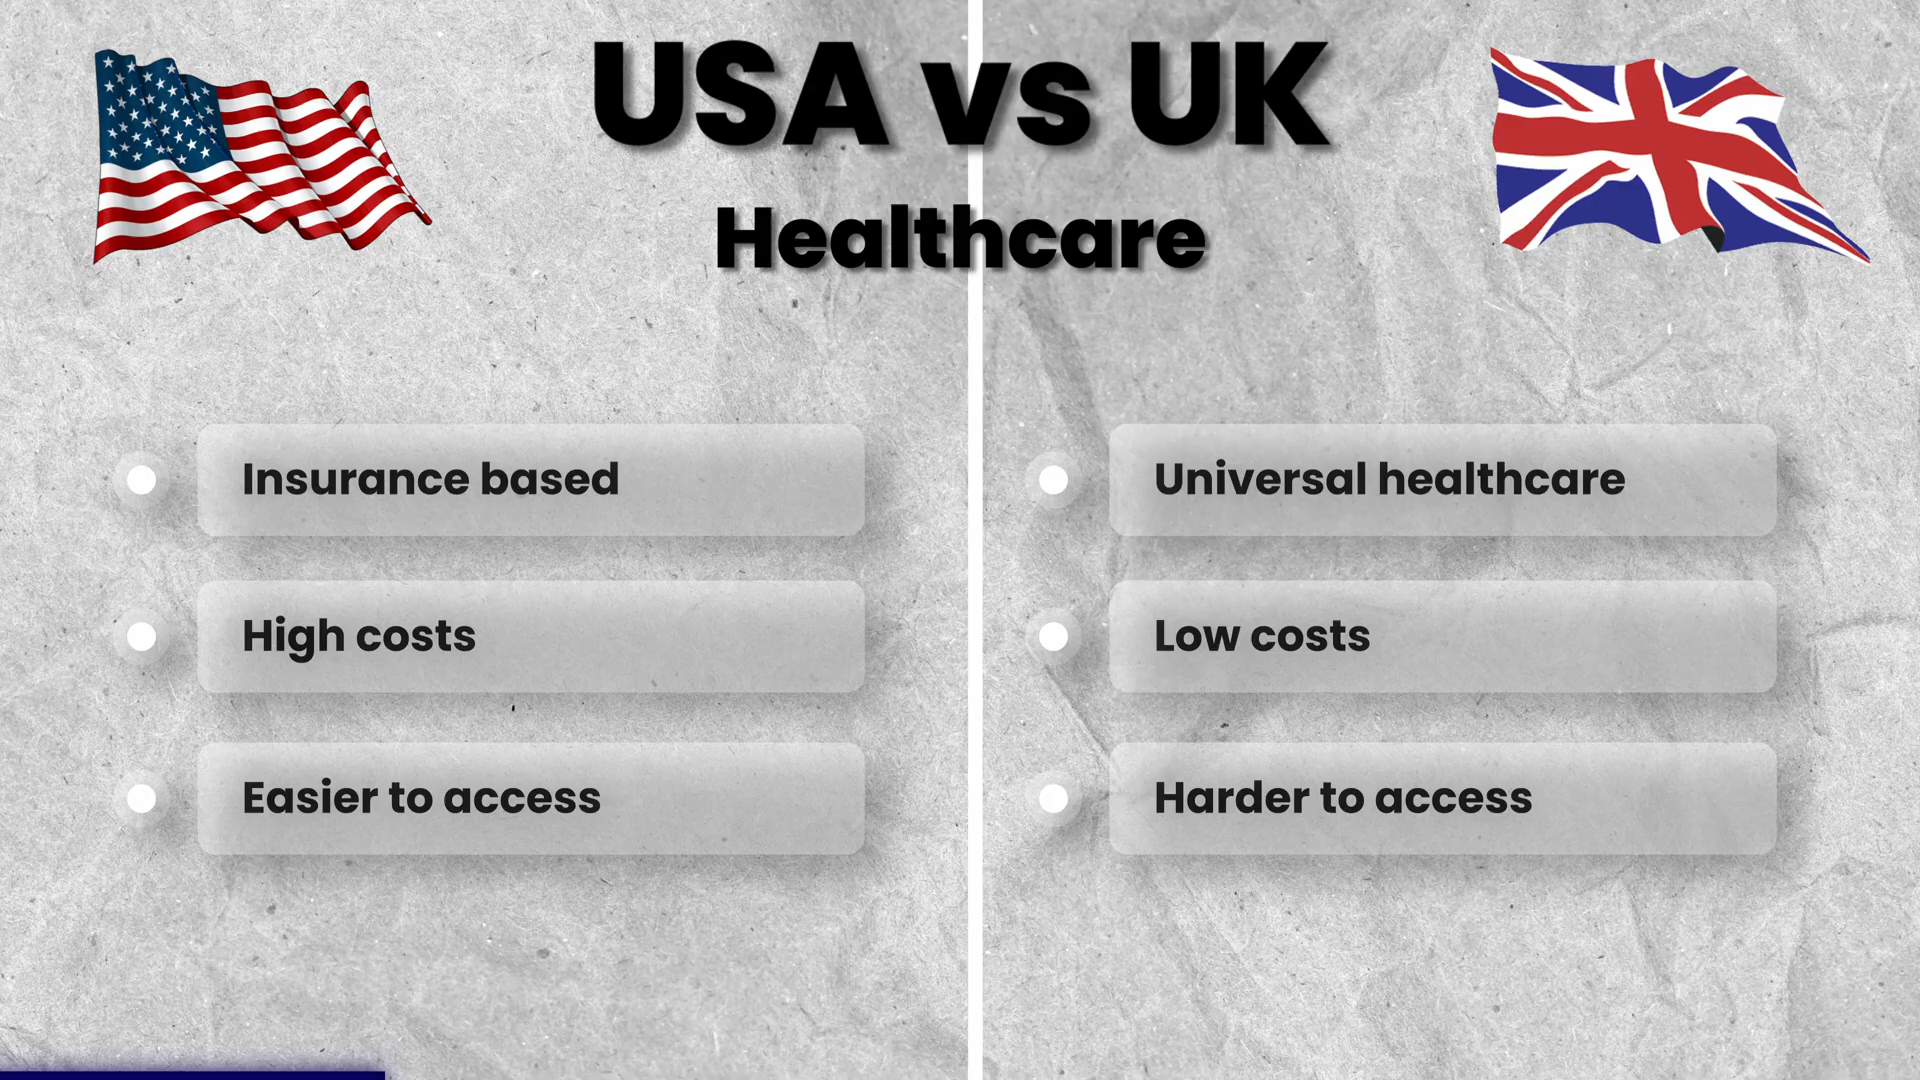 USA vs UK
Healthcare
Insurance based
High costs
Easier to access
Universal healthcare
Low costs
Harder to access